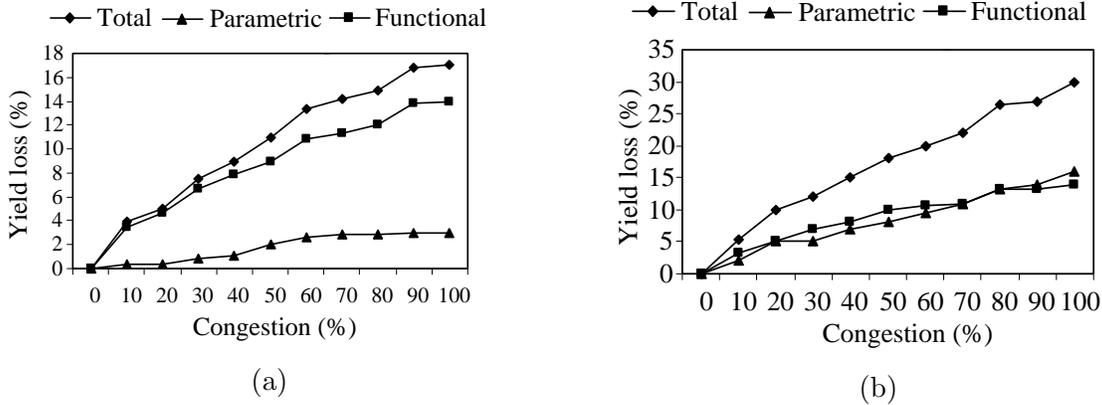 Total Parametric Functional
18
16
14
12
10
8
6
4
2
0
Yield loss (%)
0 10 20 30 40 50 60 70 80 90 100
Congestion (%)
(a)
Total Parametric Functional
35
30
25
20
15
10
5
0
Yield loss (%)
0 10 20 30 40 50 60 70 80 90 100
Congestion (%)
(b)